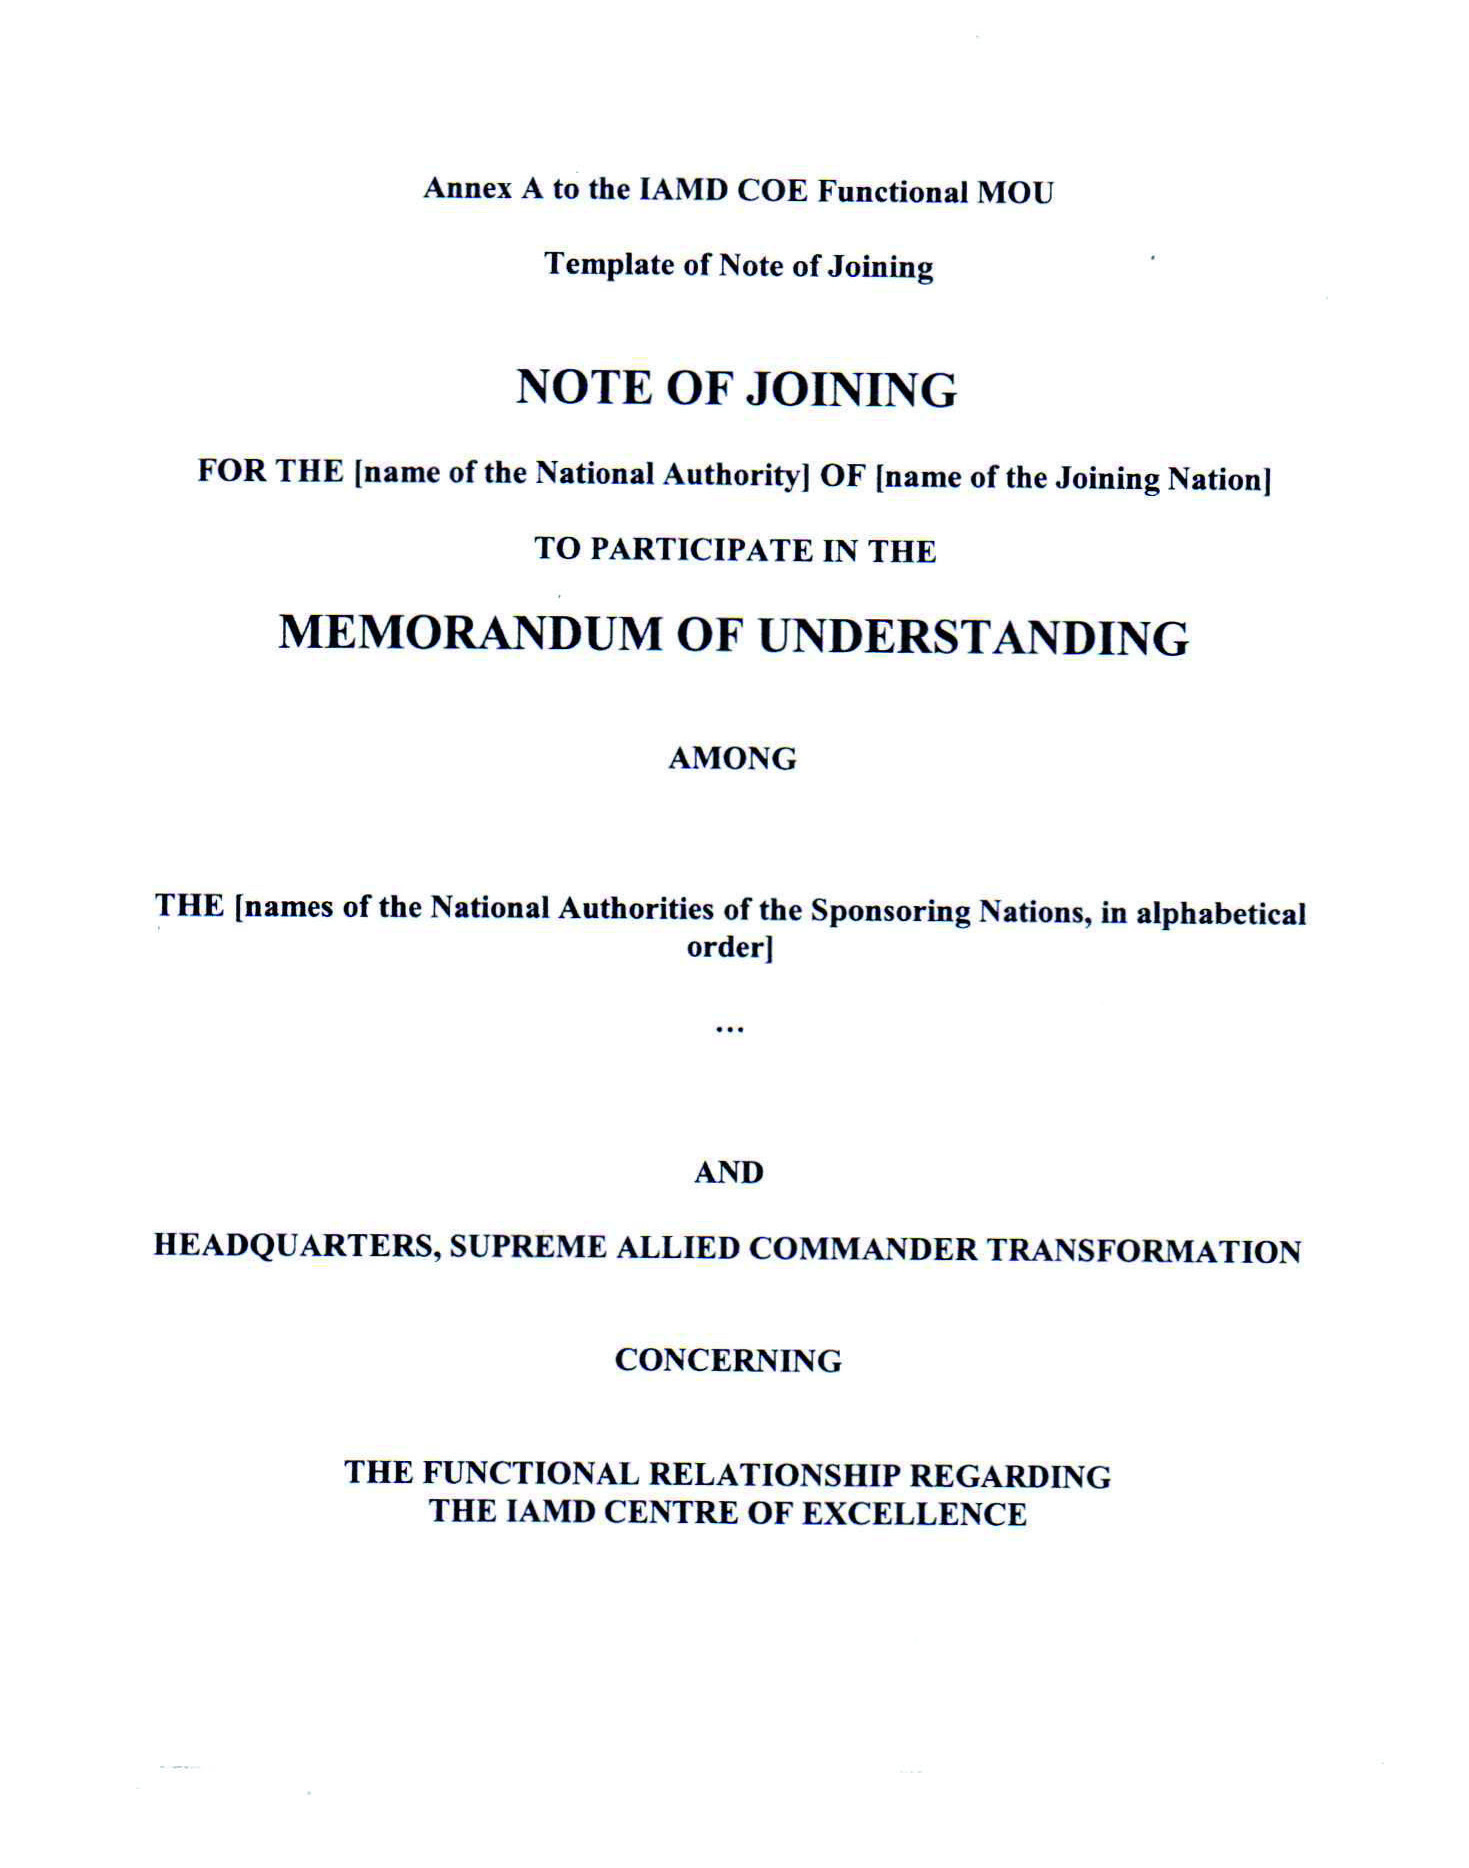 Annex A to the IAMD COE Functional MOU
Template of Note of Joining
NOTE OF JOINING
FOR THE [name of the National Authority] OF [name of the Joining Nation]
TO PARTICIPATE IN THE
MEMORANDUM OF UNDERSTANDING
AMONG
THE [names of the National Authorities of the Sponsoring Nations, in alphabetical
order]
...
AND
HEADQUARTERS, SUPREME ALLIED COMMANDER TRANSFORMATION
CONCERNING
THE FUNCTIONAL RELATIONSHIP REGARDING
THE IAMD CENTRE OF EXCELLENCE